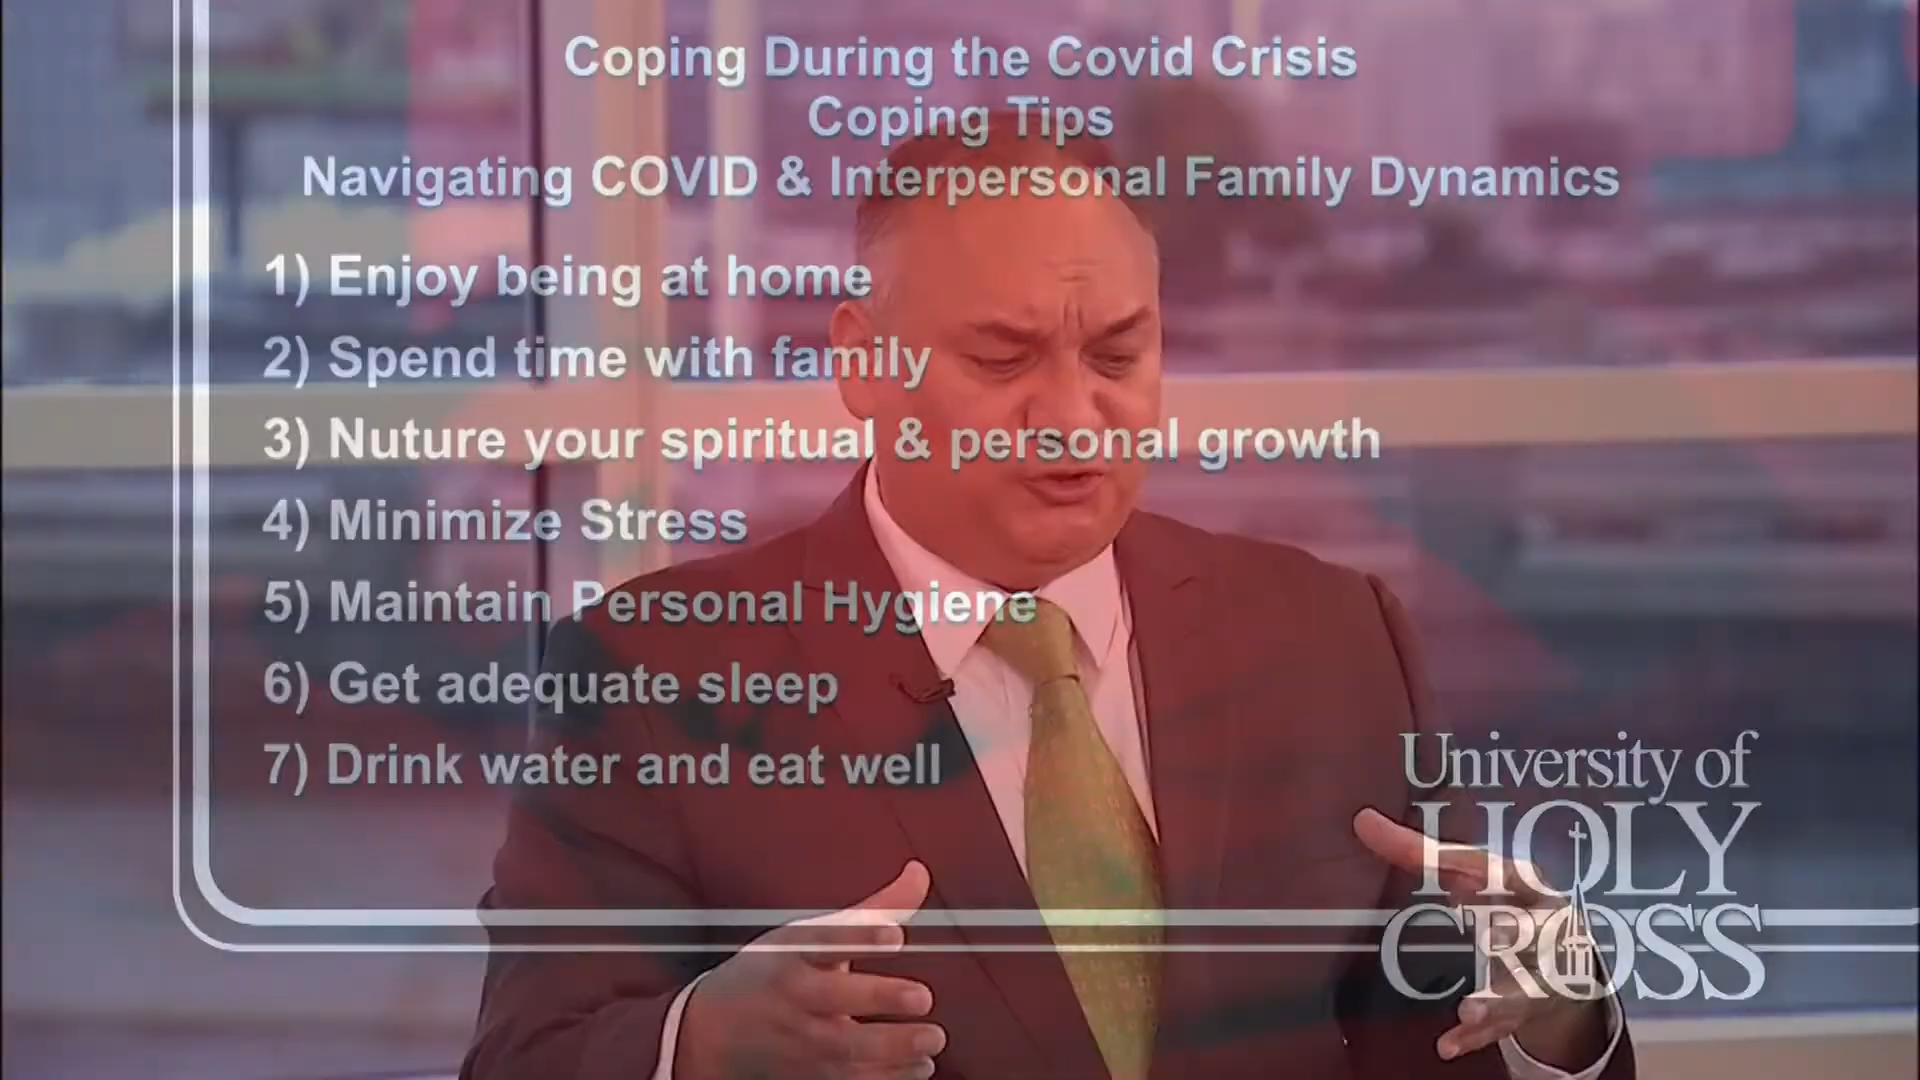 Coping During the Covid Crisis
Coping Tips
Navigating COVID & Interpersonal Family Dynamics
1) Enjoy being at home
2) Spend time with family
3) Nuture your spiritual & personal growth
4) Minimize Stress
5) Maintain Personal Hygiene
6) Get adequate sleep
7) Drink water and eat well
University of
HOLY
CROSS